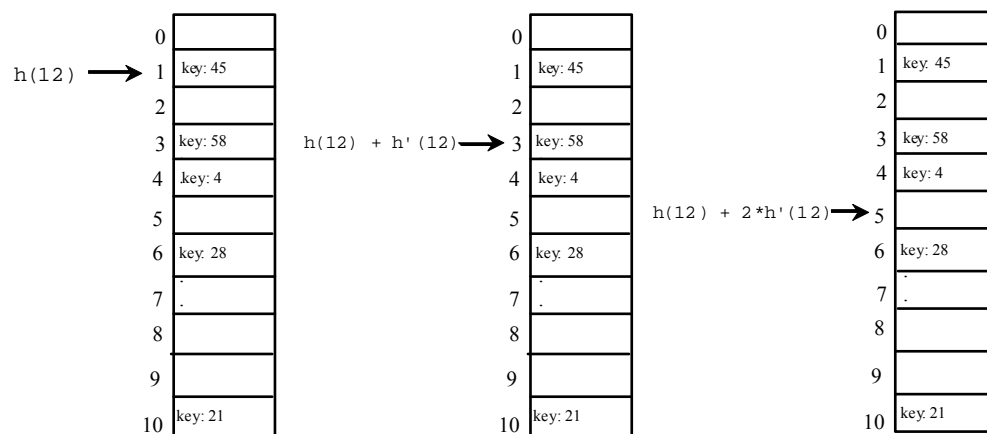 h(12)
0
1 key: 45
2
3 key: 58
4 .key: 4
5
6 key: 28
7 : 
8
9
10 key: 21
h(12) + h'(12)
0
1 key: 45
2
3 key: 58
4 key: 4
5
6 key: 28
7 :
8
9
10 key: 21
h(12) + 2*h'(12)
0
1 key: 45
2
3 key: 58
4 key: 4
5
6 key: 28
7 :
8
9
10 key: 21